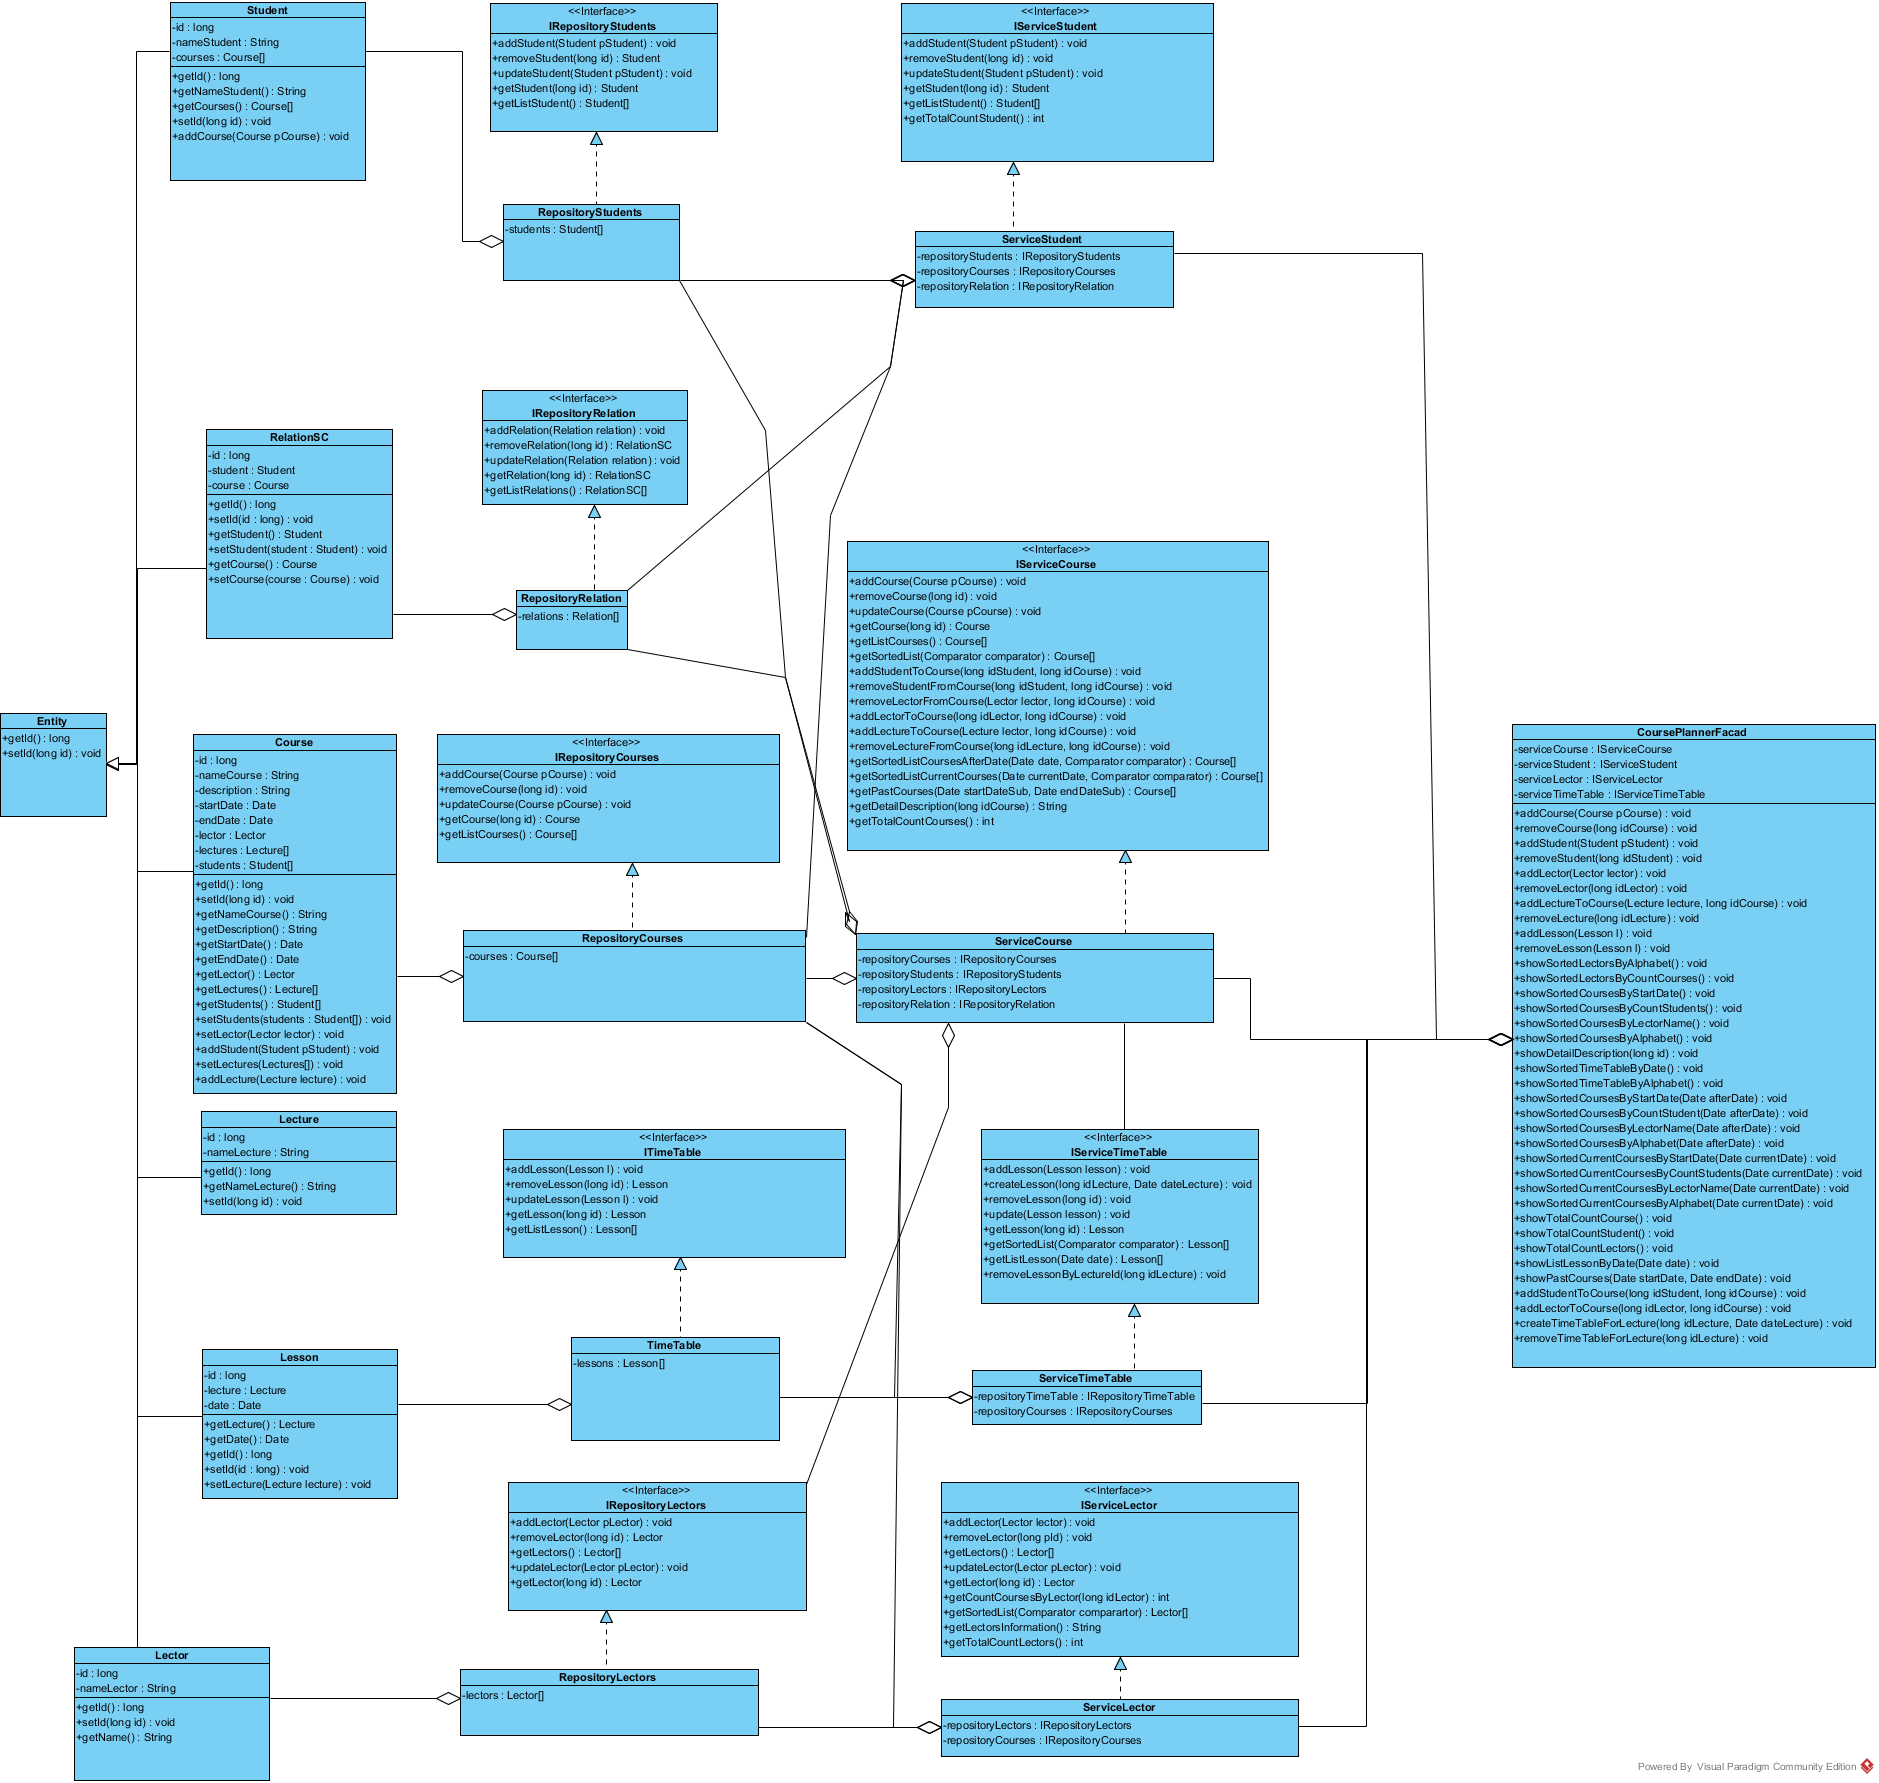 Student
-id : long
-nameStudent : String
-courses : Course[]
+getId() : long
+getNameStudent() : String
+getCourses() : Course[]
+setId(long id) : void
+addCourse(Course pCourse) : void
<<Interface>>
IRepositoryStudents
+addStudent(Student pStudent) : void
+removeStudent(long id) : Student
+updateStudent(Student pStudent) : void
+getStudent(long id) : Student
+getListStudent() : Student[]
<<Interface>>
IServiceStudent
+addStudent(Student pStudent) : void
+removeStudent(long id) : void
+updateStudent(Student pStudent) : void
+getStudent(long id) : Student
+getListStudent() : Student[]
+getTotalCountStudent() : int
RepositoryStudents
-students : Student[]
ServiceStudent
-repositoryStudents : IRepositoryStudents
-repositoryCourses : IRepositoryCourses
-repositoryRelation : IRepositoryRelation
RelationSC
-id : long
-student : Student
-course : Course
+getId() : long
+setId(id : long) : void
+getStudent() : Student
+setStudent(student : Student) : void
+getCourse() : Course
+setCourse(course : Course) : void
<<Interface>>
IRepositoryRelation
+addRelation(Relation relation) : void
+removeRelation(long id) : RelationSC
+updateRelation(Relation relation) : void
+getRelation(long id) : RelationSC
+getListRelations() : RelationSC[]
RepositoryRelation
-relations : Relation[]
<<Interface>>
IServiceCourse
+addCourse(Course pCourse) : void
+removeCourse(long id) : void
+updateCourse(Course pCourse) : void
+getCourse(long id) : Course
+getListCourses() : Course[]
+getSortedList(Comparator comparator) : Course[]
+addStudentToCourse(long idStudent, long idCourse) : void
+removeStudentFromCourse(long idStudent, long idCourse) : void
+removeLectorFromCourse(Lector lector, long idCourse) : void
+addLectorToCourse(long idLector, long idCourse) : void
+addLectureToCourse(Lecture lector, long idCourse) : void
+removeLectureFromCourse(long idLecture, long idCourse) : void
+getSortedListCoursesAfterDate(Date date, Comparator comparator) : Course[]
+getSortedListCurrentCourses(Date currentDate, Comparator comparator) : Course[]
+getPastCourses(Date startDateSub, Date endDateSub) : Course[]
+getDetailDescription(long idCourse) : String
+getTotalCountCourses() : int
Entity
+getId() : long
+setId(long id) : void
Course
-id : long
-nameCourse : String
-description : String
-startDate : Date
-endDate : Date
-lector : Lector
-lectures : Lecture[]
-students : Student[]
+getId() : long
+setId(long id) : void
+getNameCourse() : String
+getDescription() : String
+getStartDate() : Date
+getEndDate() : Date
+getLector() : Lector
+getLectures() : Lecture[]
+getStudents() : Student[]
+setStudents(students : Student[]) : void
+setLector(Lector lector) : void
+addStudent(Student pStudent) : void
+setLectures(Lectures[]) : void
+addLecture(Lecture lecture) : void
<<Interface>>
IRepositoryCourses
+addCourse(Course pCourse) : void
+removeCourse(long id) : void
+updateCourse(Course pCourse) : void
+getCourse(long id) : Course
+getListCourses() : Course[]
RepositoryCourses
-courses : Course[]
ServiceCourse
-repositoryCourses : IRepositoryCourses
-repositoryStudents : IRepositoryStudents
-repositoryLectors : IRepositoryLectors
-repositoryRelation : IRepositoryRelation
CoursePlannerFacad
-serviceCourse : IServiceCourse
-serviceStudent : IServiceStudent
-serviceLector : IServiceLector
-serviceTimeTable : IServiceTimeTable
+addCourse(Course pCourse) : void
+removeCourse(long idCourse) : void
+addStudent(Student pStudent) : void
+removeStudent(long idStudent) : void
+addLector(Lector lector) : void
+removeLector(long idLector) : void
+addLectureToCourse(Lecture lecture, long idCourse) : void
+removeLecture(long idLecture) : void
+addLesson(Lesson l) : void
+removeLesson(Lesson l) : void
+showSortedLectorsByAlphabet() : void
+showSortedLectorsByCountCourses() : void
+showSortedCoursesByStartDate() : void
+showSortedCoursesByCountStudents() : void
+showSortedCoursesByLectorName() : void
+showSortedCoursesByAlphabet() : void
+showDetailDescription(long id) : void
+showSortedTimeTableByDate() : void
+showSortedTimeTableByAlphabet() : void
+showSortedCoursesByStartDate(Date afterDate) : void
+showSortedCoursesByCountStudent(Date afterDate) : void
+showSortedCoursesByLectorName(Date afterDate) : void
+showSortedCoursesByAlphabet(Date afterDate) : void
+showSortedCurrentCoursesByStartDate(Date currentDate) : void
+showSortedCurrentCoursesByCountStudents(Date currentDate) : void
+showSortedCurrentCoursesByLectorName(Date currentDate) : void
+showSortedCurrentCoursesByAlphabet(Date currentDate) : void
+showTotalCountCourse() : void
+showTotalCountStudent() : void
+showTotalCountLectors() : void
+showListLessonByDate(Date date) : void
+showPastCourses(Date startDate, Date endDate) : void
+addStudentToCourse(long idStudent, long idCourse) : void
+addLectorToCourse(long idLector, long idCourse) : void
+createTimeTableForLecture(long idLecture, Date dateLecture) : void
+removeTimeTableForLecture(long idLecture) : void
Lecture
-id : long
-nameLecture : String
+getId() : long
+getNameLecture() : String
+setId(long id) : void
<<Interface>>
ITimeTable
+addLesson(Lesson l) : void
+removeLesson(long id) : Lesson
+updateLesson(Lesson l) : void
+getLesson(long id) : Lesson
+getListLesson() : Lesson[]
<<Interface>>
IServiceTimeTable
+addLesson(Lesson lesson) : void
+createLesson(long idLecture, Date dateLecture) : void
+removeLesson(long id) : void
+update(Lesson lesson) : void
+getLesson(long id) : Lesson
+getSortedList(Comparator comparator) : Lesson[]
+getListLesson(Date date) : Lesson[]
+removeLessonByLectureId(long idLecture) : void
Lesson
-id : long
-lecture : Lecture
-date : Date
+getLecture() : Lecture
+getDate() : Date
+getId() : long
+setId(id : long) : void
+setLecture(Lecture lecture) : void
TimeTable
-lessons : Lesson[]
ServiceTimeTable
-repositoryTimeTable : IRepositoryTimeTable
-repositoryCourses : IRepositoryCourses
<<Interface>>
IRepositoryLectors
+addLector(Lector pLector) : void
+removeLector(long id) : Lector
+getLectors() : Lector[]
+updateLector(Lector pLector) : void
+getLector(long id) : Lector
<<Interface>>
IServiceLector
+addLector(Lector lector) : void
+removeLector(long pId) : void
+getLectors() : Lector[]
+updateLector(Lector pLector) : void
+getLector(long id) : Lector
+getCountCoursesByLector(long idLector) : int
+getSortedList(Comparator comparartor) : Lector[]
+getLectorsInformation() : String
+getTotalCountLectors() : int
Lector
-id : long
-nameLector : String
+getId() : long
+setId(long id) : void
+getName() : String
RepositoryLectors
-lectors : Lector[]
ServiceLector
-repositoryLectors : IRepositoryLectors
-repositoryCourses : IRepositoryCourses
Powered By Visual Paradigm Community Edition